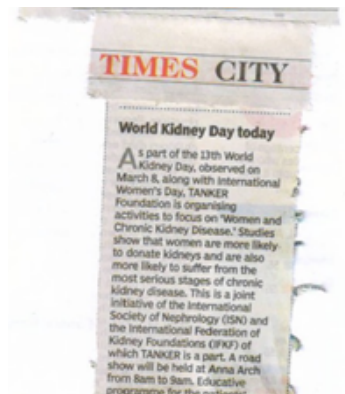 TIMES CITY
World Kidney Day today
As part of the 13th World
Kidney Day, observed on
March 8, along with International
Women's Day, TANKER
Foundation is organising
activities to focus on 'Women and
Chronic Kidney Disease.' Studies
show that women are more likely
to donate kidneys and are also
more likely to suffer from the
most serious stages of chronic
kidney disease. This is a joint
initiative of the International
Society of Nephrology (ISN) and
the International Federation of
Kidney Foundations (IFKF) of
which TANKER is a part. A road
show will be held at Anna Arch
from 8am to 9am. Educative
programme for the patients'